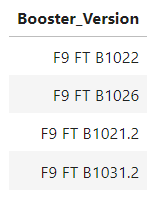 Booster_Version
F9 FT B1022
F9 FT B1026
F9 FT B1021.2
F9 FT B1031.2